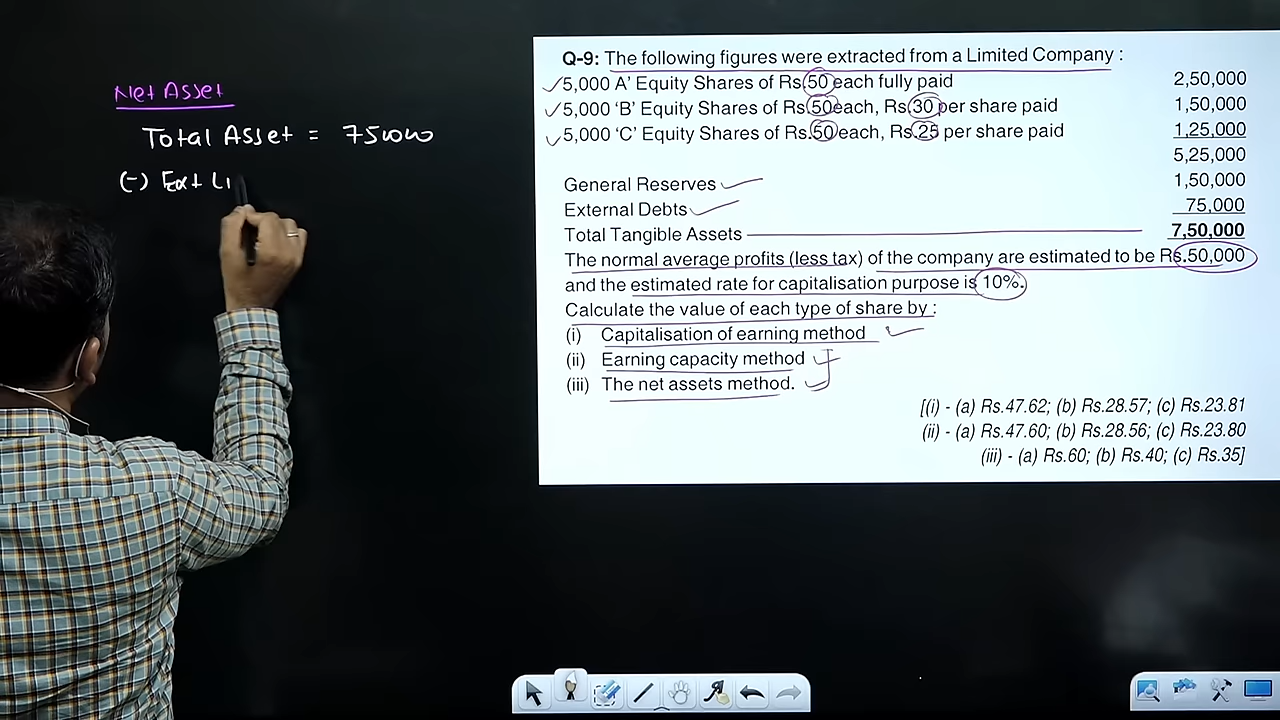 Net Asset
Total Asset = 750000
(-) Ext Li
Q-9: The following figures were extracted from a Limited Company :
5,000 A' Equity Shares of Rs.50 each fully paid 2,50,000
5,000 'B' Equity Shares of Rs.50each, Rs.30 per share paid 1,50,000
5,000 'C' Equity Shares of Rs.50 each, Rs.25 per share paid 1,25,000
5,25,000
General Reserves 1,50,000
External Debts 75,000
Total Tangible Assets 7,50,000
The normal average profits (less tax) of the company are estimated to be Rs.50,000
and the estimated rate for capitalisation purpose is 10%.
Calculate the value of each type of share by :
(i) Capitalisation of earning method
(ii) Earning capacity method
(iii) The net assets method.
[(i) - (a) Rs.47.62; (b) Rs.28.57; (c) Rs.23.81
(ii) - (a) Rs.47.60; (b) Rs.28.56; (c) Rs.23.80
(iii) - (a) Rs.60; (b) Rs.40; (c) Rs.35]